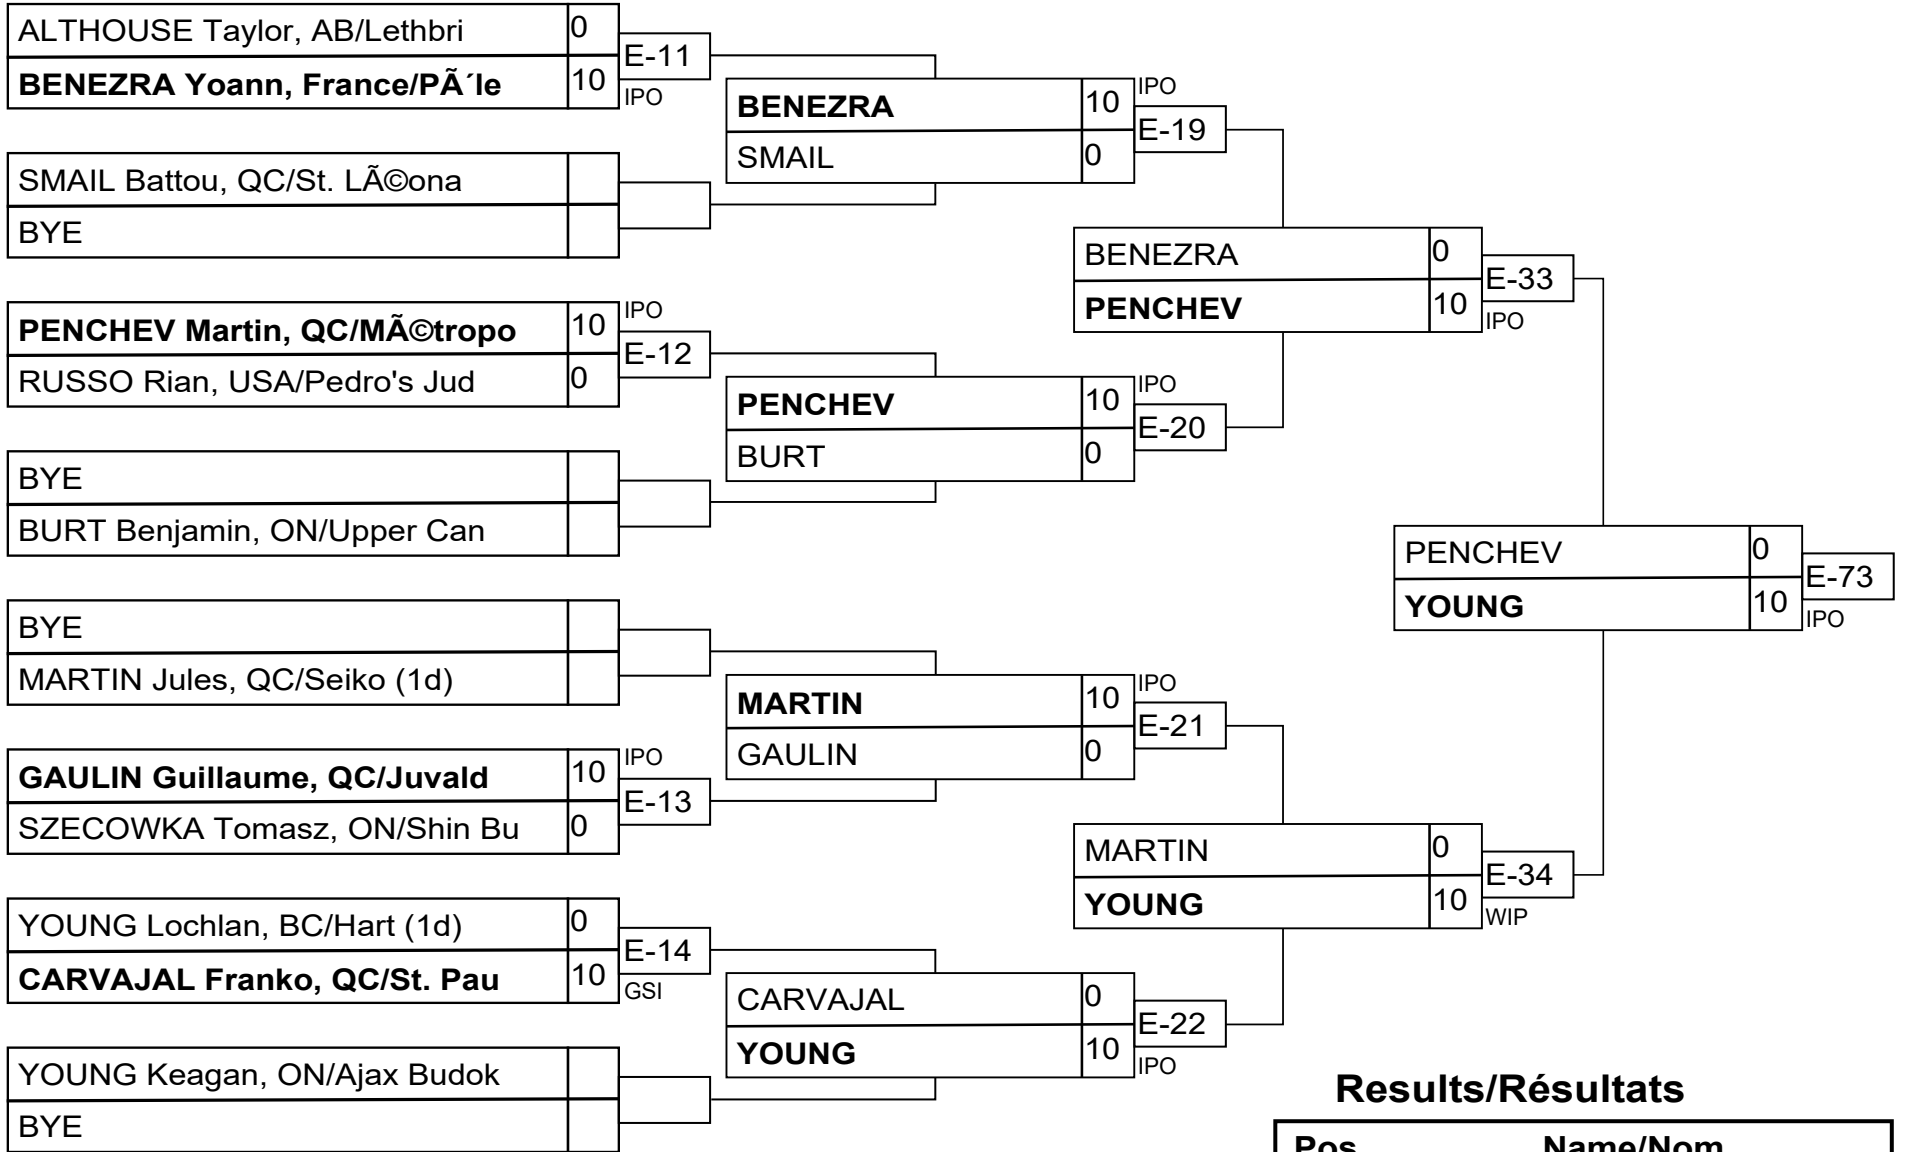 ALTHOUSE Taylor, AB/Lethbri 0
BENEZRA Yoann, France/PÃ´le 10
E-11
IPO
SMAIL Battou, QC/St. LÃ©ona
BYE
BENEZRA 10
SMAIL 0
IPO
E-19
PENCHEV Martin, QC/MÃ©tropo 10
RUSSO Rian, USA/Pedro's Jud 0
IPO
E-12
BYE
BURT Benjamin, ON/Upper Can
PENCHEV 10
BURT 0
IPO
E-20
BENEZRA 0
PENCHEV 10
E-33
IPO
BYE
MARTIN Jules, QC/Seiko (1d)
GAULIN Guillaume, QC/Juvald 10
SZECOWKA Tomasz, ON/Shin Bu 0
IPO
E-13
MARTIN 10
GAULIN 0
IPO
E-21
YOUNG Lochlan, BC/Hart (1d) 0
CARVAJAL Franko, QC/St. Pau 10
E-14
GSI
YOUNG Keagan, ON/Ajax Budok
BYE
CARVAJAL 0
YOUNG 10
E-22
IPO
MARTIN 0
YOUNG 10
E-34
WIP
PENCHEV 0
YOUNG 10
E-73
IPO
Results/Résultats
Pos Name/Nom